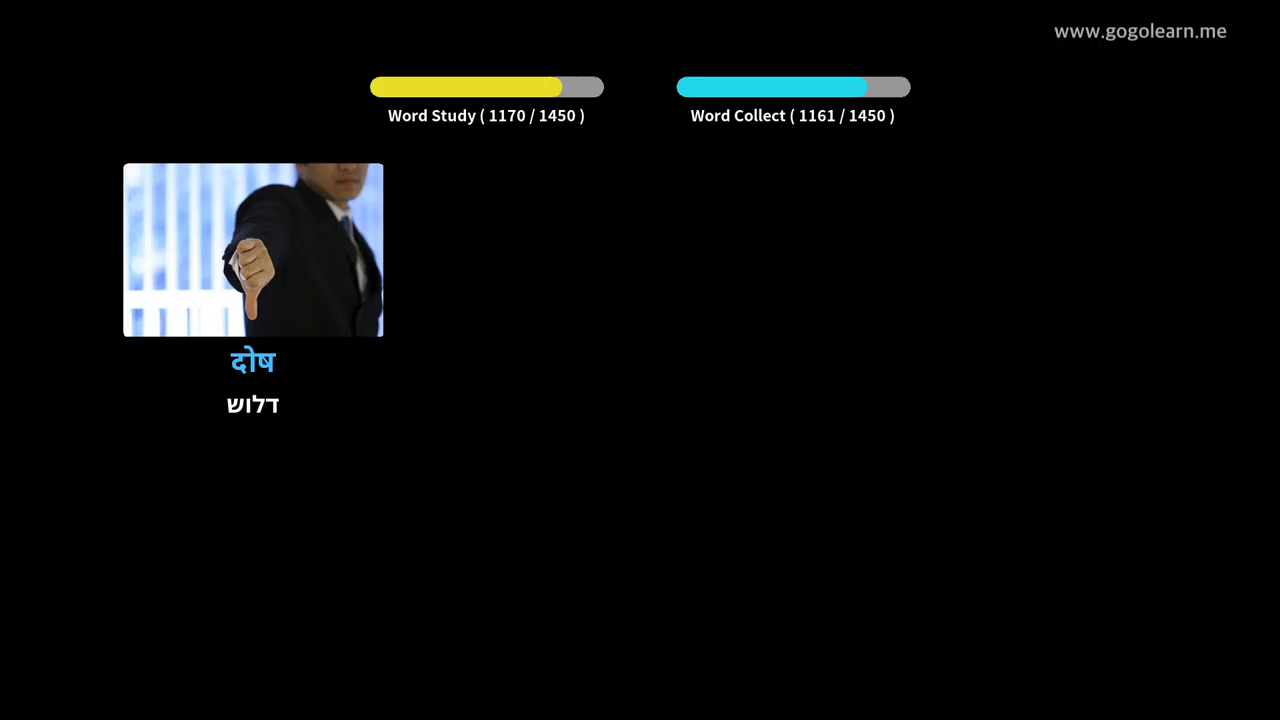 www.gogolearn.me
Word Study ( 1170 / 1450 )
Word Collect ( 1161 / 1450 )
दोष
דלוש